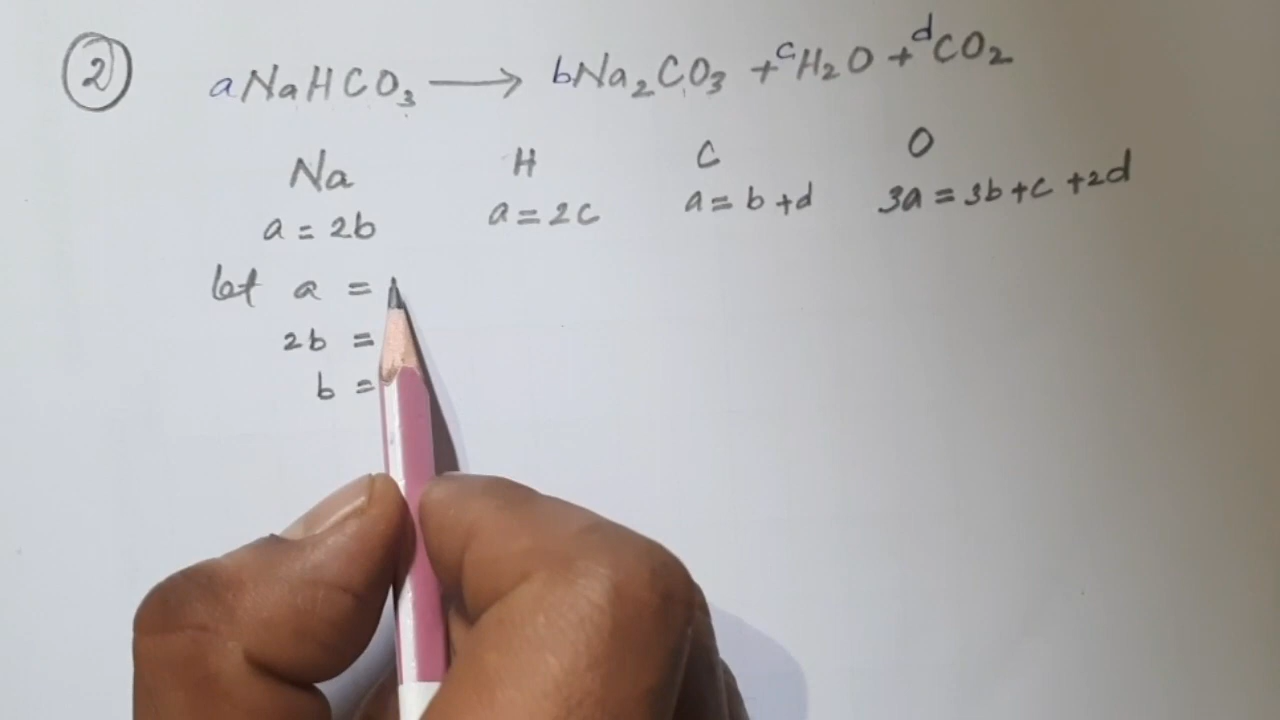 2 aNaHCO₃ ⟶ bNa₂CO₃ + cH₂O + dCO₂
Na H C O
a = 2b a = 2c a = b + d 3a = 3b + c + 2d
let a =
2b =
b =